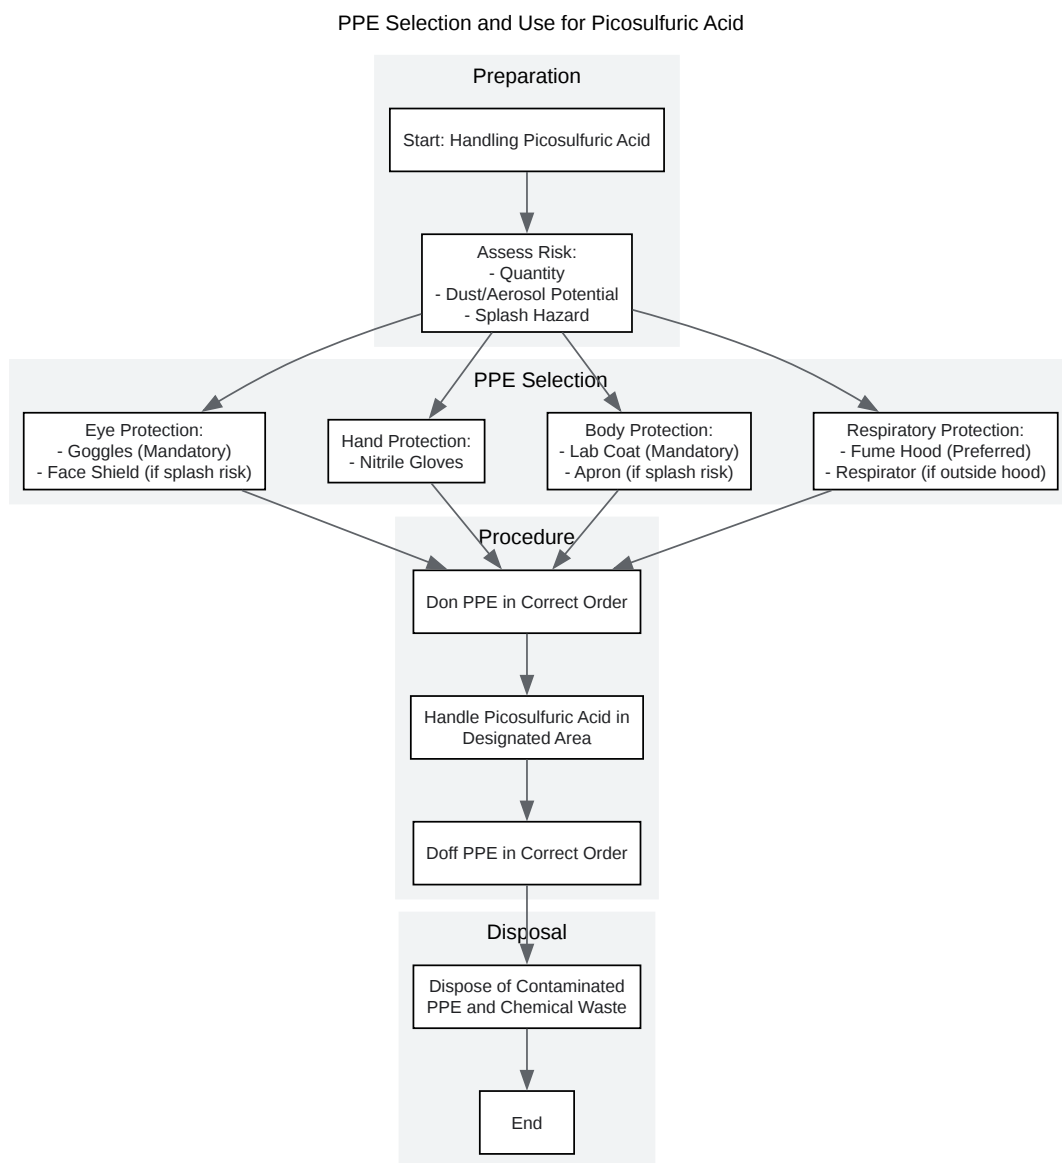 PPE Selection and Use for Picosulfuric Acid
Preparation
Start: Handling Picosulfuric Acid
Assess Risk:
- Quantity
- Dust/Aerosol Potential
- Splash Hazard
PPE Selection
Eye Protection:
- Goggles (Mandatory)
- Face Shield (if splash risk)
Hand Protection:
- Nitrile Gloves
Body Protection:
- Lab Coat (Mandatory)
- Apron (if splash risk)
Respiratory Protection:
- Fume Hood (Preferred)
- Respirator (if outside hood)
Procedure
Don PPE in Correct Order
Handle Picosulfuric Acid in
Designated Area
Doff PPE in Correct Order
Disposal
Dispose of Contaminated
PPE and Chemical Waste
End